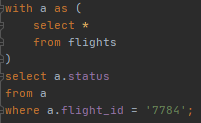 with a as (
select *
from flights
)
select a.status
from a
where a.flight_id = '7784';